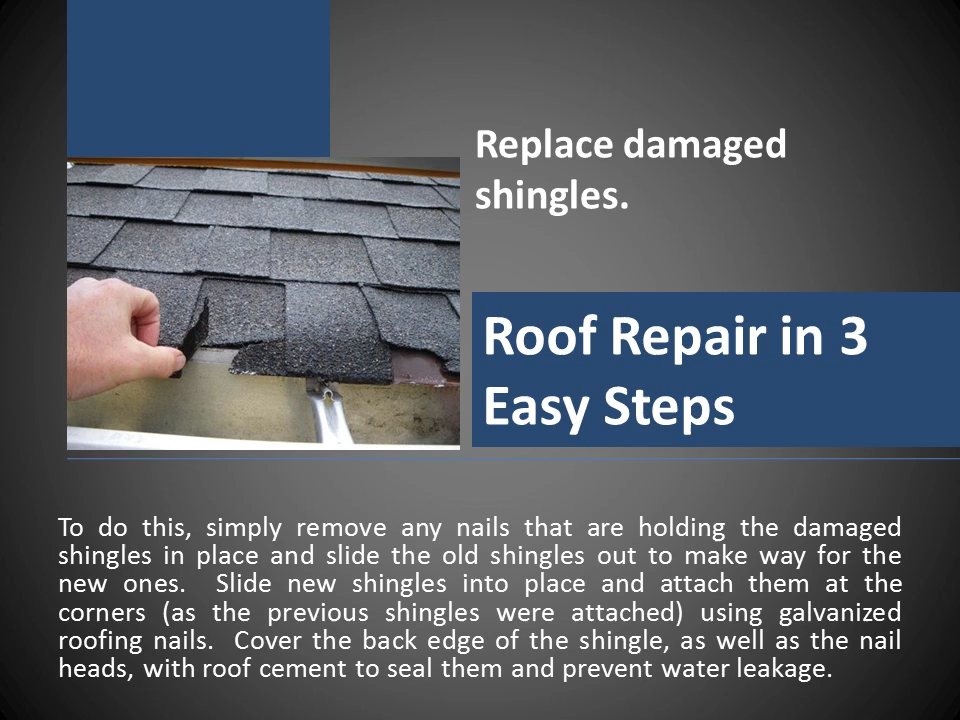 Replace damaged
shingles.
Roof Repair in 3
Easy Steps
To do this, simply remove any nails that are holding the damaged
shingles in place and slide the old shingles out to make way for the
new ones.  Slide new shingles into place and attach them at the
corners (as the previous shingles were attached) using galvanized
roofing nails.  Cover the back edge of the shingle, as well as the nail
heads, with roof cement to seal them and prevent water leakage.